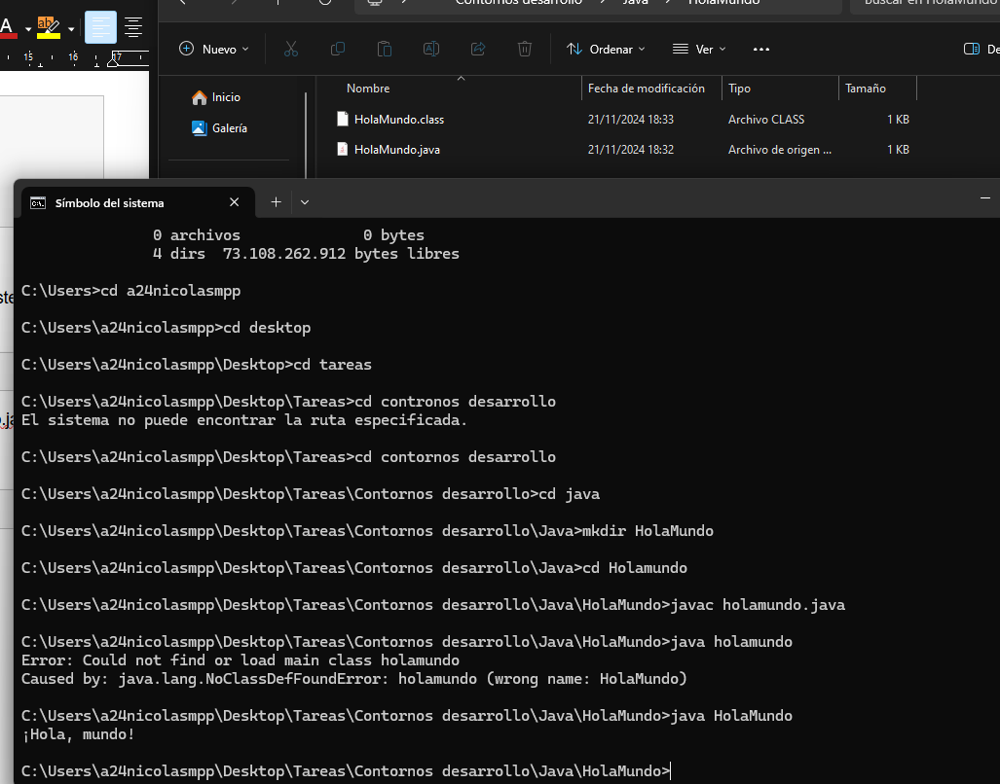 Contornos desarrollo > Java > HolaMundo
Buscar en HolaMundo
A
ab
15 16 17
Nuevo
Ordenar
Ver
Inicio
Galería
Nombre Fecha de modificación Tipo Tamaño
HolaMundo.class 21/11/2024 18:33 Archivo CLASS 1 KB
HolaMundo.java 21/11/2024 18:32 Archivo de origen ... 1 KB
Símbolo del sistema
0 archivos 0 bytes
4 dirs 73.108.262.912 bytes libres
C:\Users>cd a24nicolasmpp
C:\Users\a24nicolasmpp>cd desktop
C:\Users\a24nicolasmpp\Desktop>cd tareas
C:\Users\a24nicolasmpp\Desktop\Tareas>cd contronos desarrollo
El sistema no puede encontrar la ruta especificada.
C:\Users\a24nicolasmpp\Desktop\Tareas>cd contornos desarrollo
C:\Users\a24nicolasmpp\Desktop\Tareas\Contornos desarrollo>cd java
C:\Users\a24nicolasmpp\Desktop\Tareas\Contornos desarrollo\Java>mkdir HolaMundo
C:\Users\a24nicolasmpp\Desktop\Tareas\Contornos desarrollo\Java>cd Holamundo
C:\Users\a24nicolasmpp\Desktop\Tareas\Contornos desarrollo\Java\HolaMundo>javac holamundo.java
C:\Users\a24nicolasmpp\Desktop\Tareas\Contornos desarrollo\Java\HolaMundo>java holamundo
Error: Could not find or load main class holamundo
Caused by: java.lang.NoClassDefFoundError: holamundo (wrong name: HolaMundo)
C:\Users\a24nicolasmpp\Desktop\Tareas\Contornos desarrollo\Java\HolaMundo>java HolaMundo
¡Hola, mundo!
C:\Users\a24nicolasmpp\Desktop\Tareas\Contornos desarrollo\Java\HolaMundo>